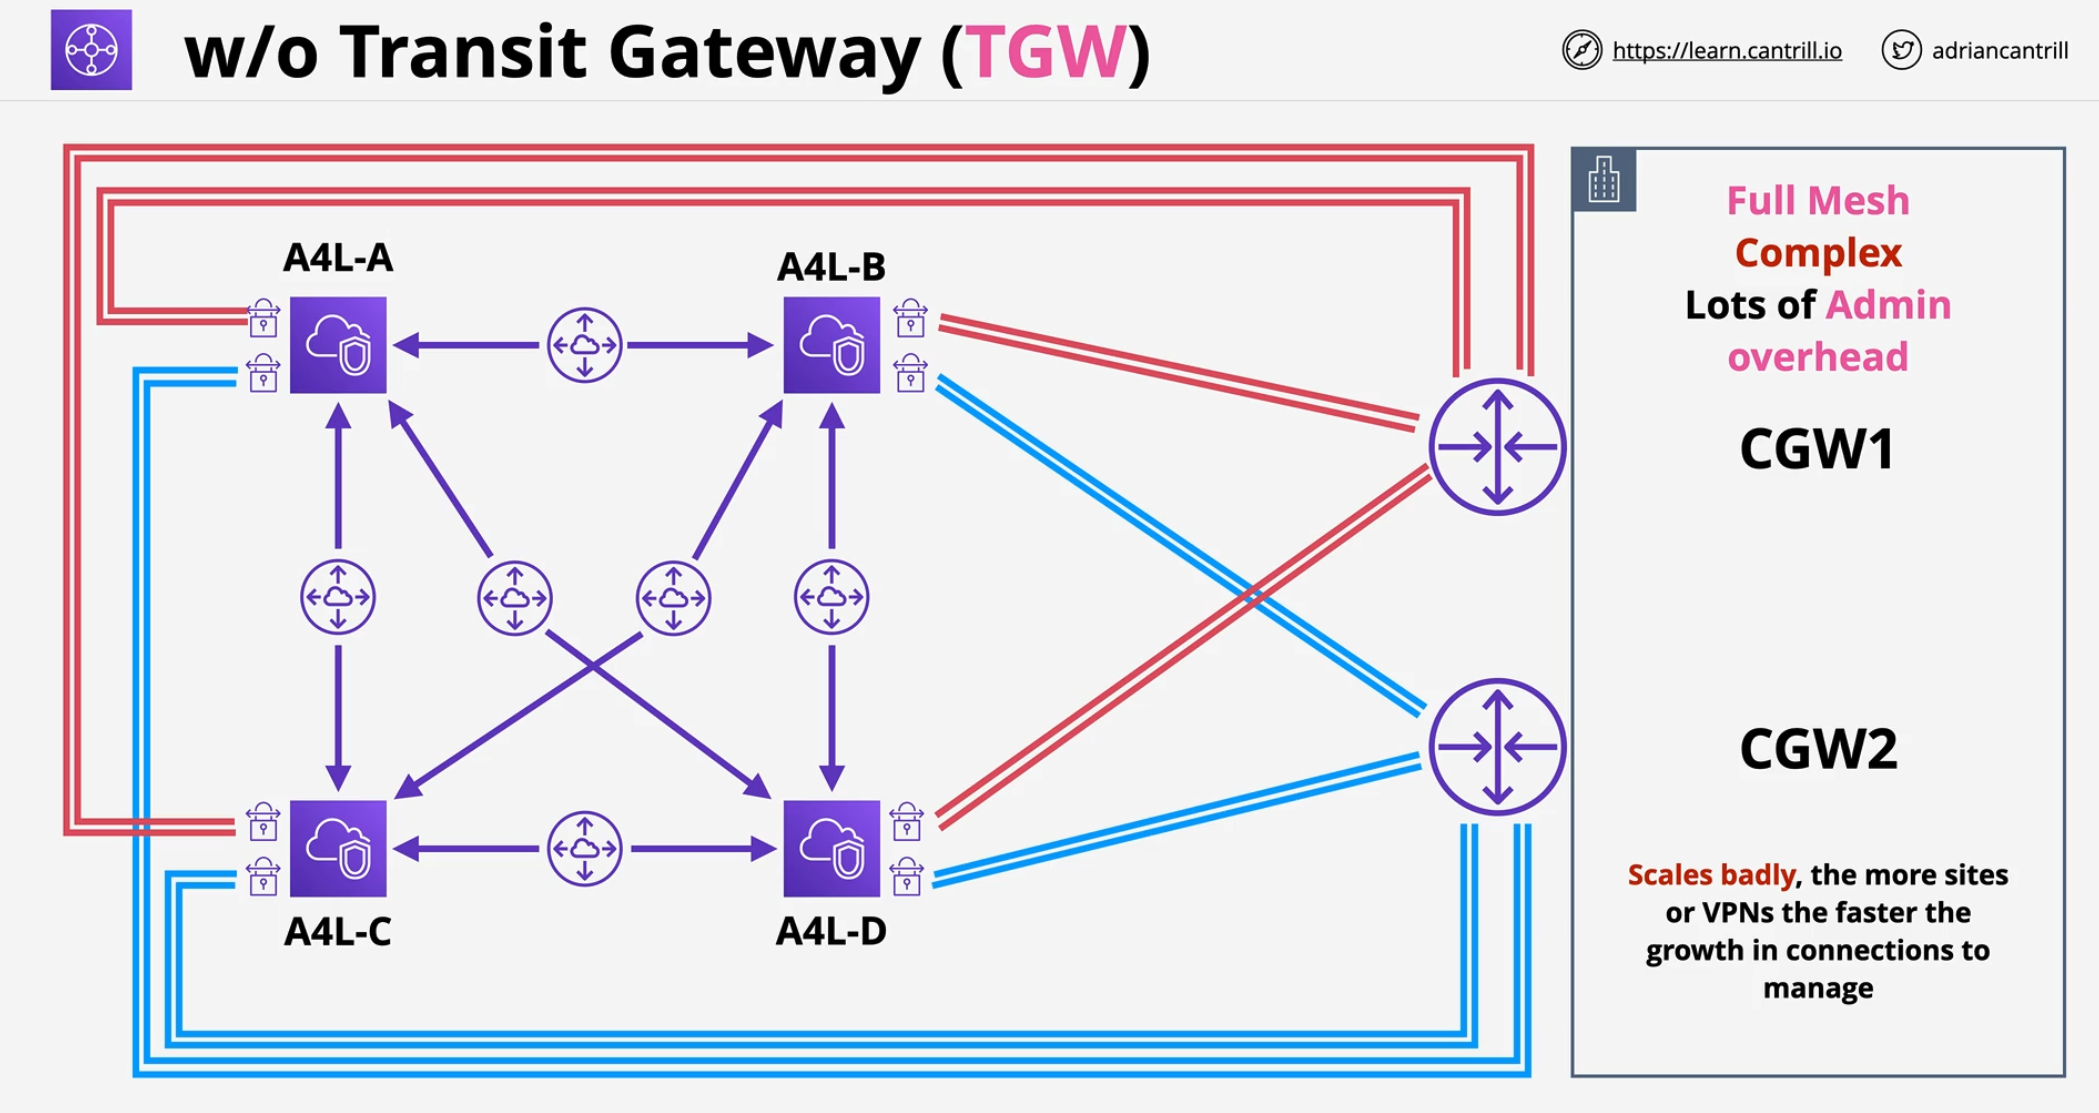 w/o Transit Gateway (TGW)
https://learn.cantrill.io
adriancantrill
A4L-A
A4L-B
A4L-C
A4L-D
Full Mesh
Complex
Lots of Admin
overhead
CGW1
CGW2
Scales badly, the more sites
or VPNs the faster the
growth in connections to
manage